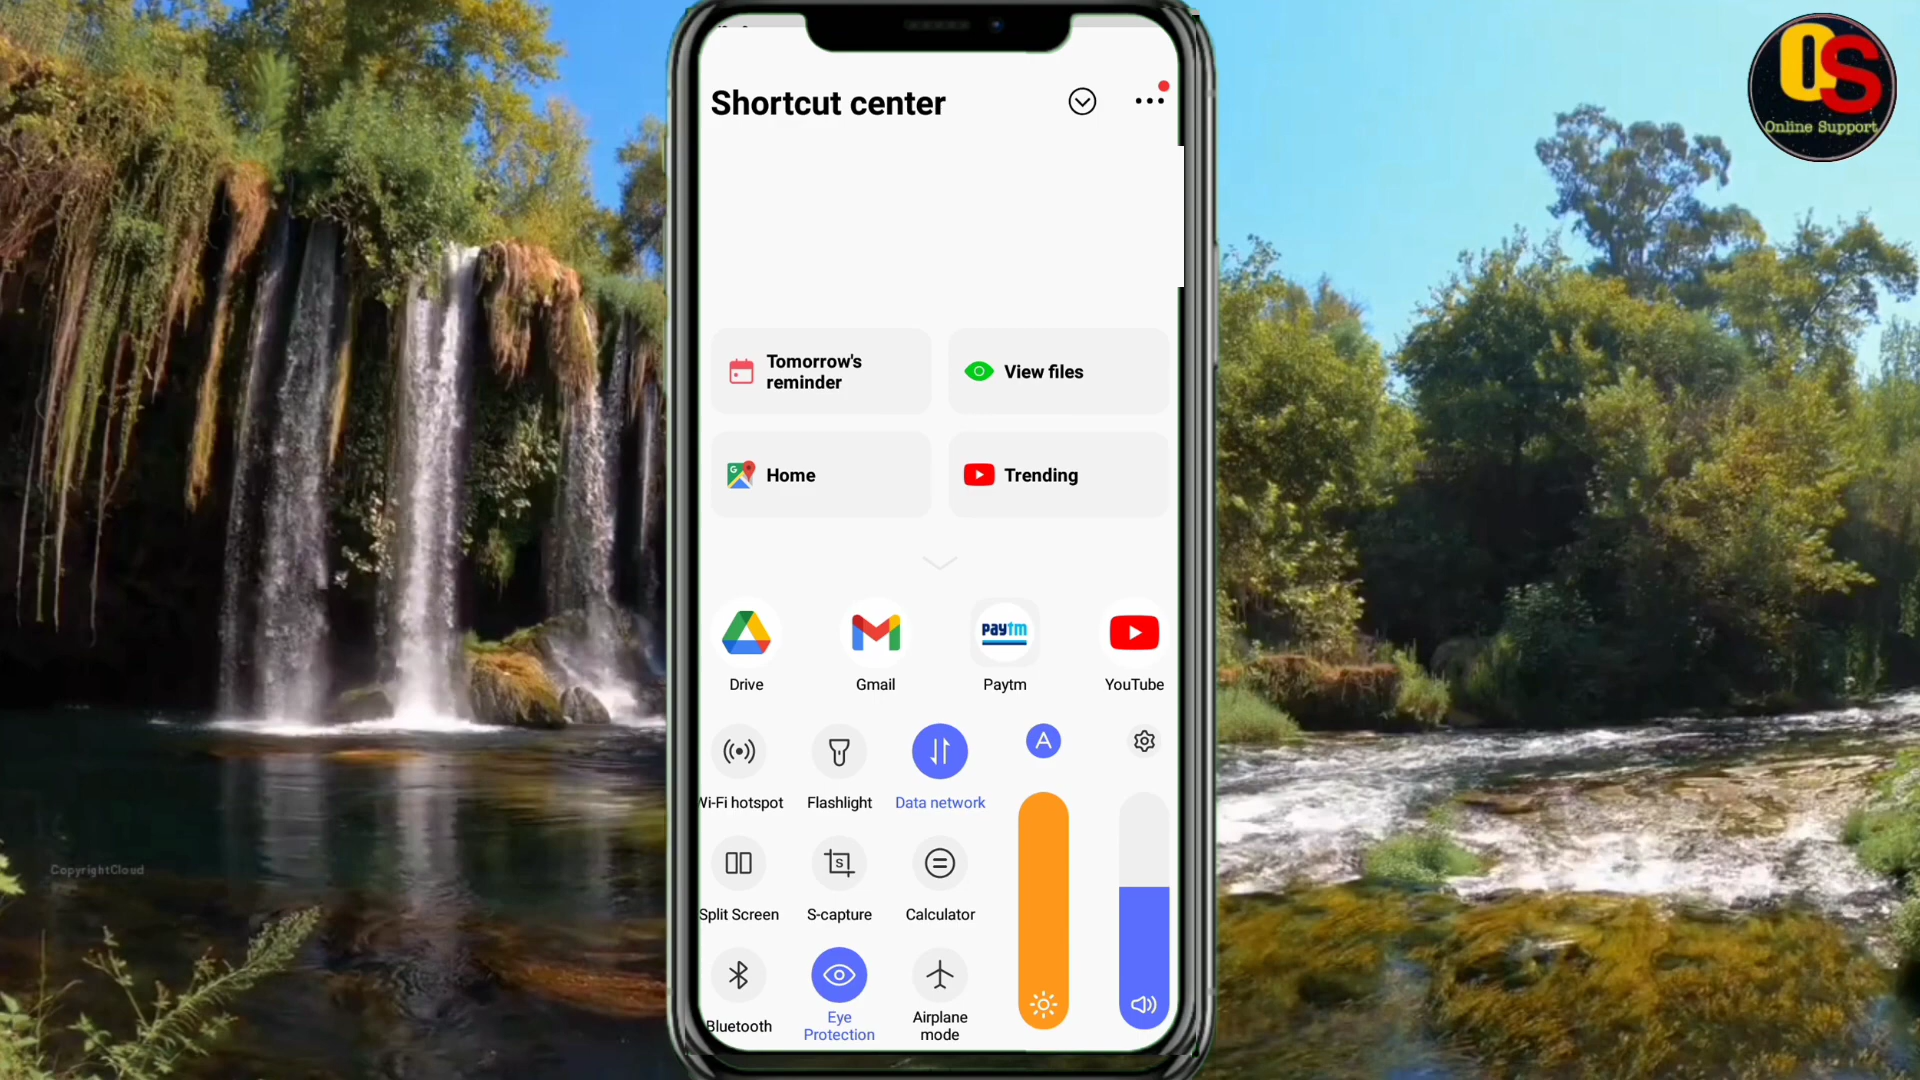 Shortcut center
OS
Online Support
Tomorrow's
reminder
View files
Home
Trending
paytm
Drive
Gmail
Paytm
YouTube
A
Wi-Fi hotspot
Flashlight
Data network
S
Split Screen
S-capture
Calculator
Bluetooth
Eye
Protection
Airplane
mode
CopyrightCloud